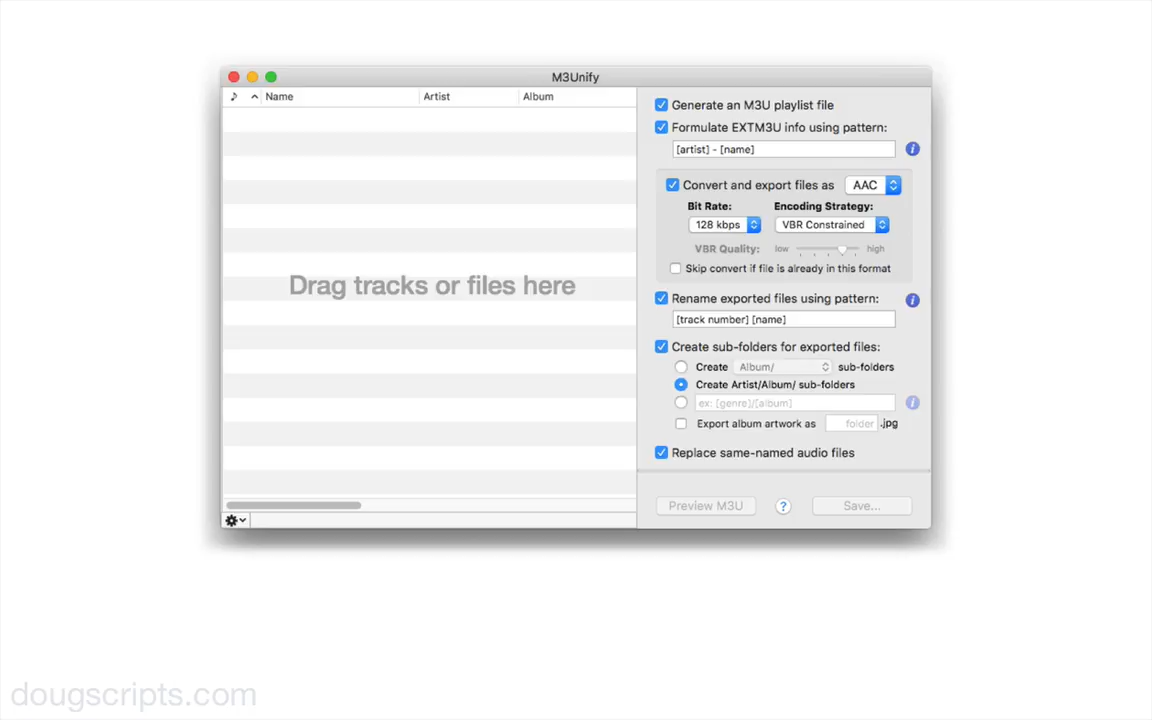 M3Unify
Name Artist Album
Drag tracks or files here
Generate an M3U playlist file
Formulate EXTM3U info using pattern:
[artist] - [name]
Convert and export files as AAC
Bit Rate: Encoding Strategy:
128 kbps VBR Constrained
VBR Quality: low high
Skip convert if file is already in this format
Rename exported files using pattern:
[track number] [name]
Create sub-folders for exported files:
Create Album/ sub-folders
Create Artist/Album/ sub-folders
ex: [genre]/[album]
Export album artwork as folder .jpg
Replace same-named audio files
Preview M3U ? Save...
dougscripts.com